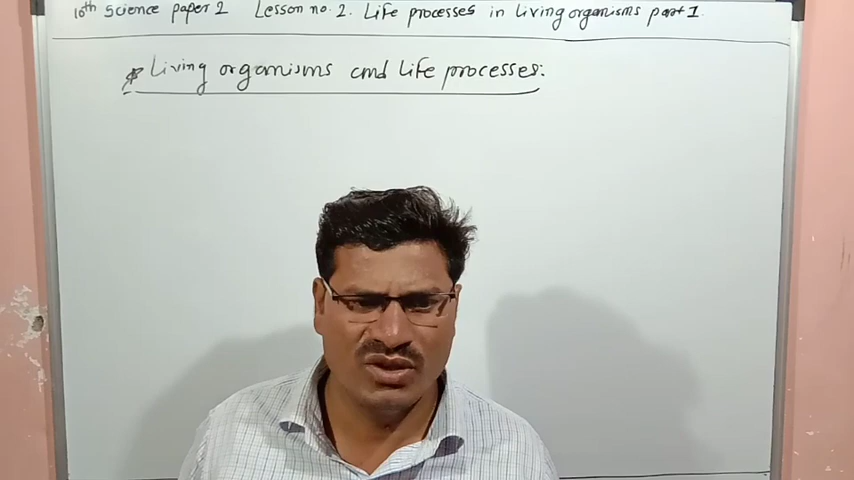 10th Science paper 2 Lesson no. 2. Life processes in living organisms part 1.
* Living organisms and Life processes: